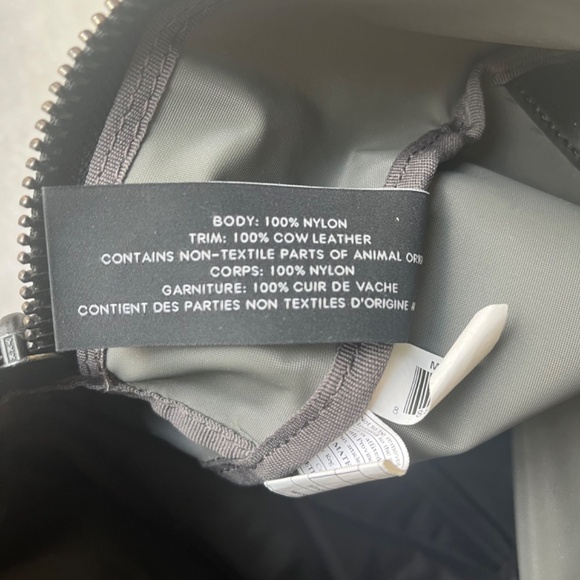 BODY: 100% NYLON
TRIM: 100% COW LEATHER
CONTAINS NON-TEXTILE PARTS OF ANIMAL
CORPS: 100% NYLON
GARNITURE: 100% CUIR DE VACHE
CONTIENT DES PARTIES NON TEXTILES D'ORIGINE